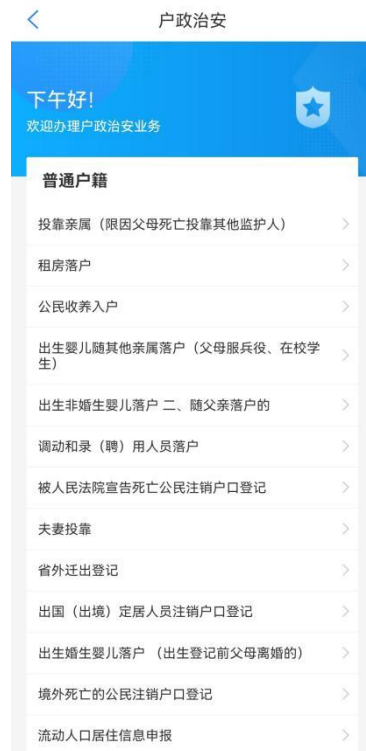 户政治安
下午好!
欢迎办理户政治安业务
普通户籍
投靠亲属（限因父母死亡投靠其他监护人）
租房落户
公民收养入户
出生婴儿随其他亲属落户（父母服兵役、在校学
生）
出生非婚生婴儿落户 二、随父亲落户的
调动和录（聘）用人员落户
被人民法院宣告死亡公民注销户口登记
夫妻投靠
省外迁出登记
出国（出境）定居人员注销户口登记
出生婚生婴儿落户 （出生登记前父母离婚的）
境外死亡的公民注销户口登记
流动人口居住信息申报